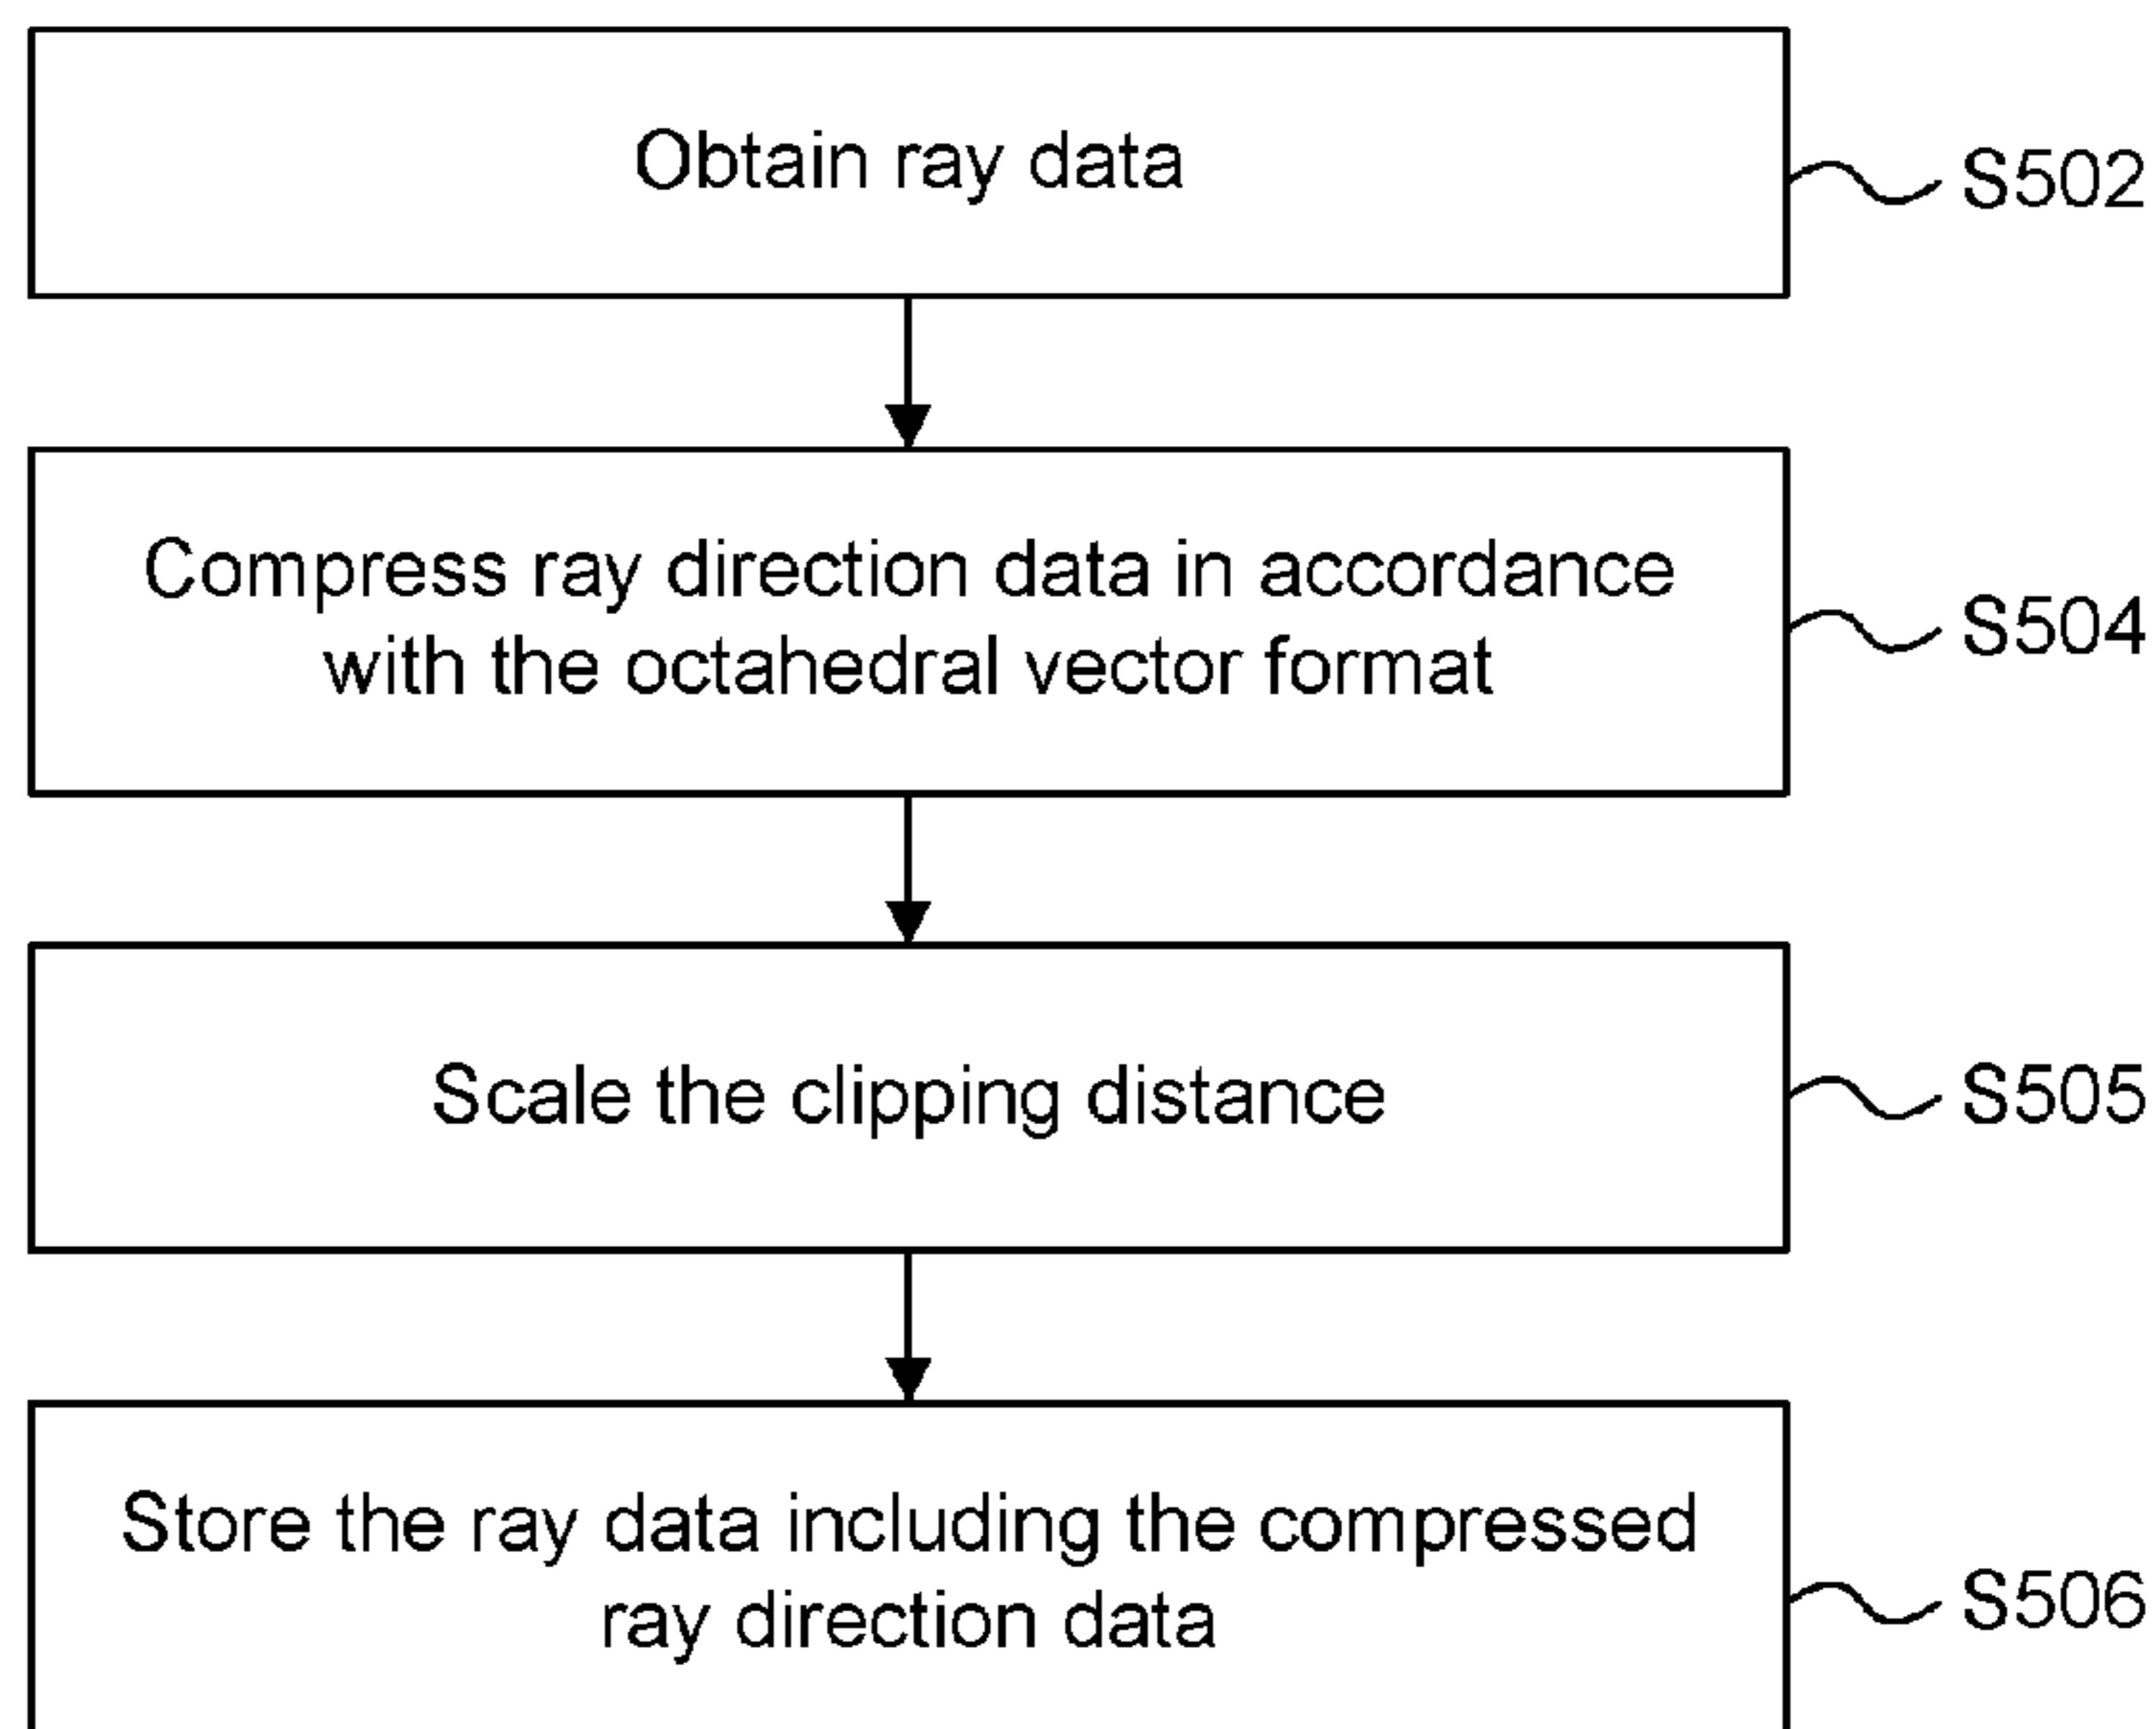 Obtain ray data
S502
Compress ray direction data in accordance
with the octahedral vector format
S504
Scale the clipping distance
S505
Store the ray data including the compressed
ray direction data
S506